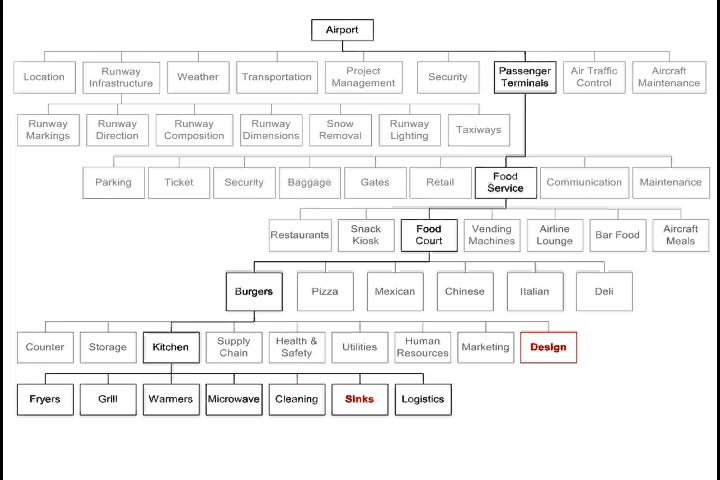 Airport
Location
Runway
Infrastructure
Weather
Transportation
Project
Management
Security
Passenger
Terminals
Air Traffic
Control
Aircraft
Maintenance
Runway
Markings
Runway
Direction
Runway
Composition
Runway
Dimensions
Snow
Removal
Runway
Lighting
Taxiways
Parking
Ticket
Security
Baggage
Gates
Retail
Food
Service
Communication
Maintenance
Restaurants
Snack
Kiosk
Food
Court
Vending
Machines
Airline
Lounge
Bar Food
Aircraft
Meals
Burgers
Pizza
Mexican
Chinese
Italian
Deli
Counter
Storage
Kitchen
Supply
Chain
Health &
Safety
Utilities
Human
Resources
Marketing
Design
Fryers
Grill
Warmers
Microwave
Cleaning
Sinks
Logistics